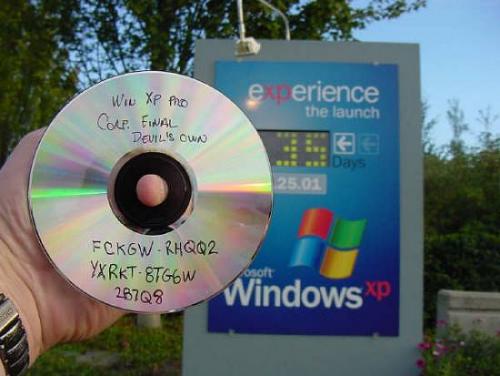 WIN XP PRO
CORP. FINAL
DEVIL'S OWN
FCKGW-RHQQ2
YXRKT-8TG6W
2B7Q8
experience
the launch
35
Days
.25.01
osoft
Windows xp